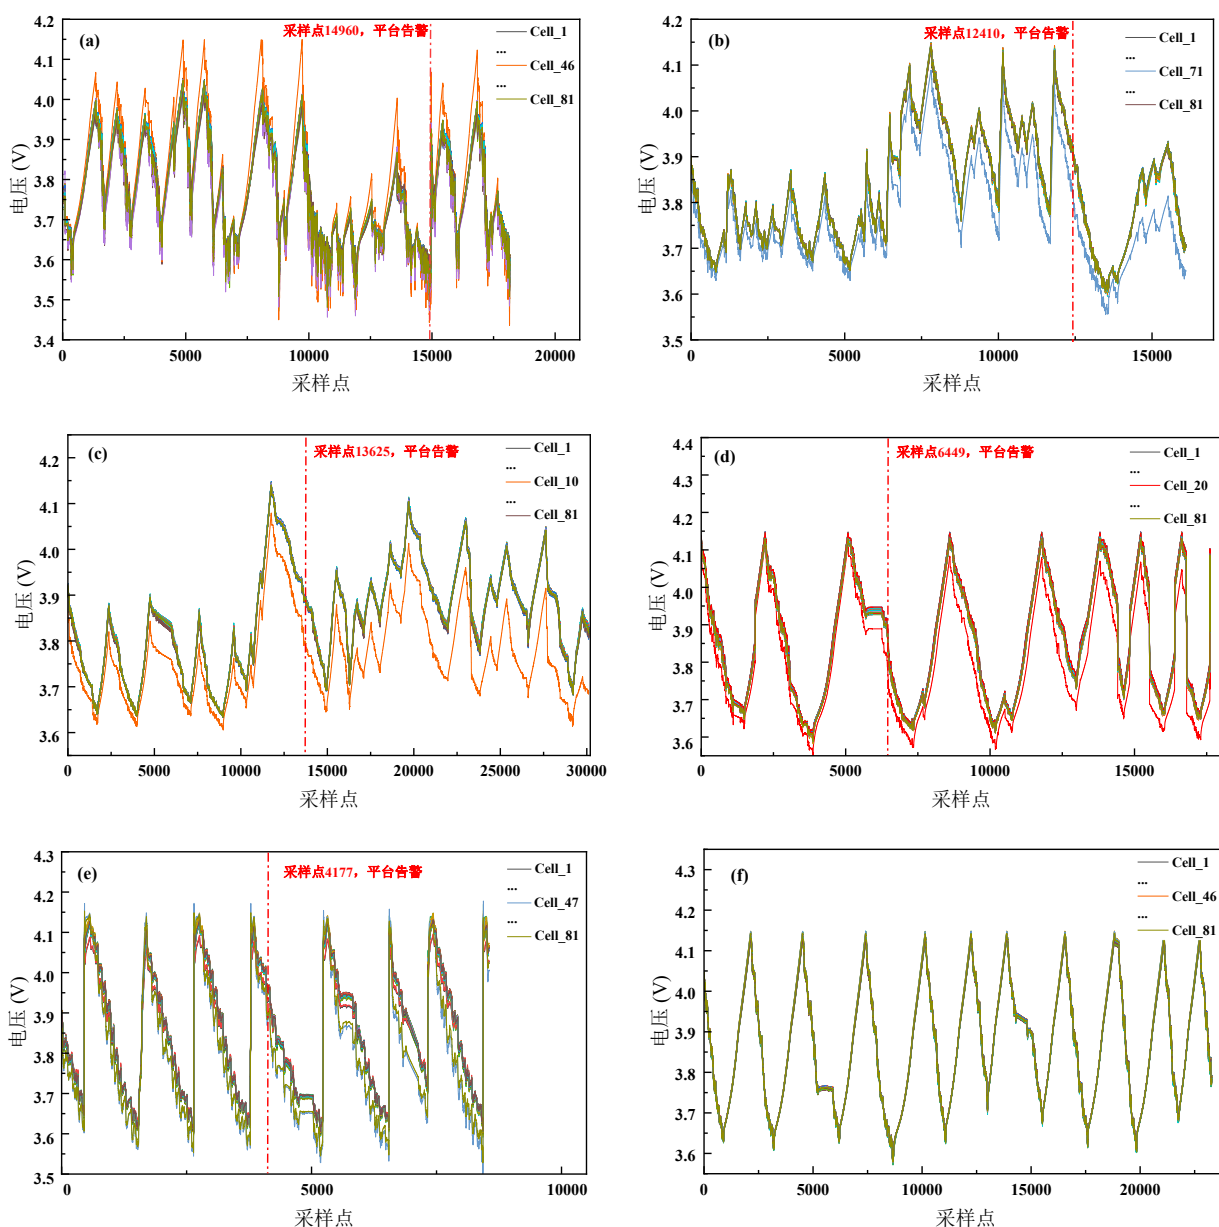 (a)
采样点14960，平台告警
Cell_1
...
Cell_46
...
Cell_81
电压 (V)
4.2
4.1
4.0
3.9
3.8
3.7
3.6
3.5
3.4
0 5000 10000 15000 20000
采样点
(b)
采样点12410，平台告警
Cell_1
...
Cell_71
...
Cell_81
电压 (V)
4.2
4.1
4.0
3.9
3.8
3.7
3.6
3.5
0 5000 10000 15000
采样点
(c)
采样点13625，平台告警
Cell_1
...
Cell_10
...
Cell_81
电压 (V)
4.2
4.1
4.0
3.9
3.8
3.7
3.6
0 5000 10000 15000 20000 25000 30000
采样点
(d)
采样点6449，平台告警
Cell_1
...
Cell_20
...
Cell_81
电压 (V)
4.4
4.3
4.2
4.1
4.0
3.9
3.8
3.7
3.6
0 5000 10000 15000
采样点
(e)
采样点4177，平台告警
Cell_1
...
Cell_47
...
Cell_81
电压 (V)
4.3
4.2
4.1
4.0
3.9
3.8
3.7
3.6
3.5
0 5000 10000
采样点
(f)
Cell_1
...
Cell_46
...
Cell_81
电压 (V)
4.3
4.2
4.1
4.0
3.9
3.8
3.7
3.6
0 5000 10000 15000 20000
采样点